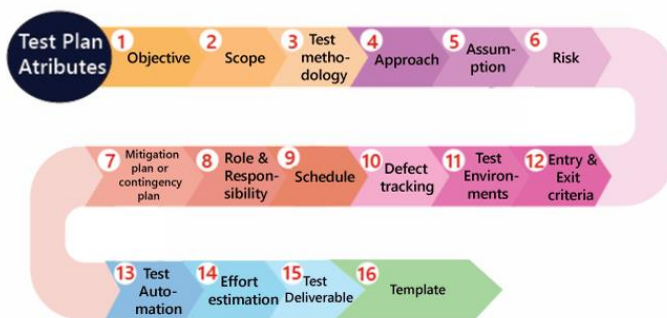 Test Plan
Atributes
1
Objective
2
Scope
3
Test
metho-
dology
4
Approach
5
Assum-
ption
6
Risk
7
Mitigation
plan or
contingency
plan
8
Role &
Respon-
sibility
9
Schedule
10
Defect
tracking
11
Test
Environ-
ments
12
Entry &
Exit
criteria
13
Test
Auto-
mation
14
Effort
estimation
15
Test
Deliverable
16
Template